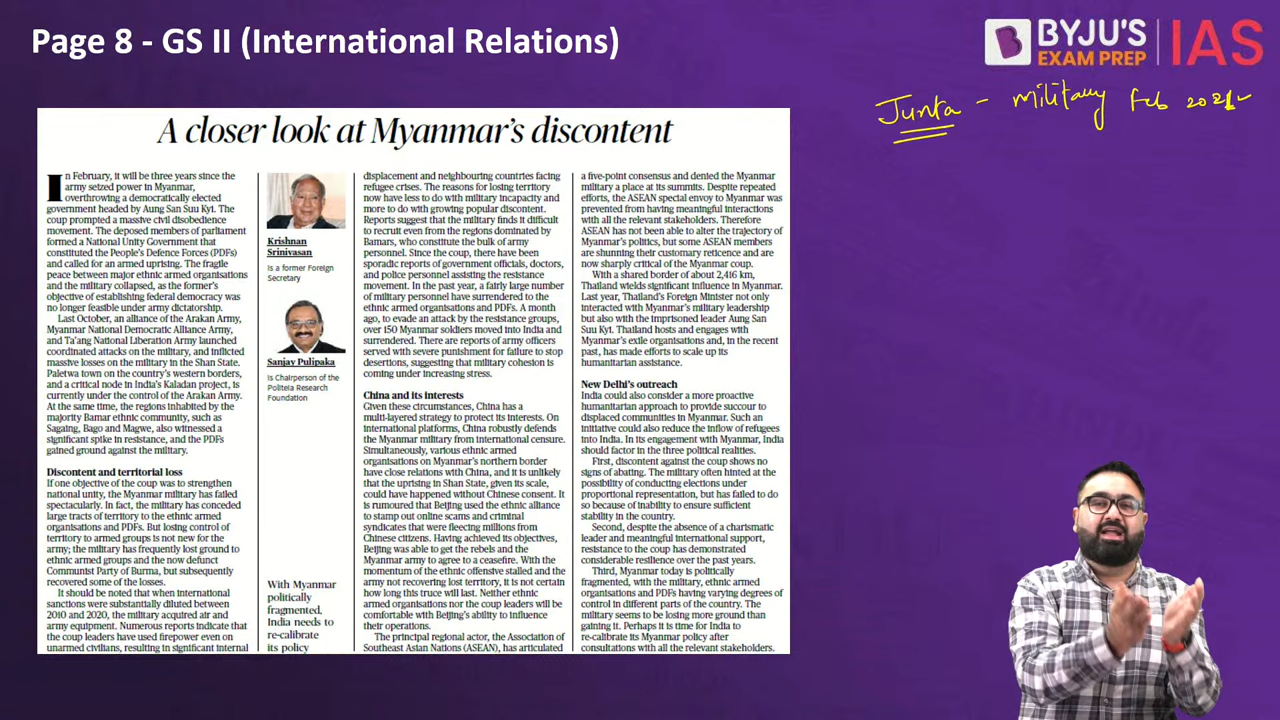 Page 8 - GS II (International Relations)
BYJU'S
EXAM PREP
IAS
Junta - military Feb 2021
A closer look at Myanmar's discontent
In February, it will be three years since the
army seized power in Myanmar,
overthrowing a democratically elected
government headed by Aung San Suu Kyi. The
coup prompted a massive civil disobedience
movement. The deposed members of parliament
formed a National Unity Government that
constituted the People's Defence Forces (PDFs)
and called for an armed uprising. The fragile
peace between major ethnic armed organisations
and the military collapsed, as the former's
objective of establishing federal democracy was
no longer feasible under army dictatorship.
Last October, an alliance of the Arakan Army,
Myanmar National Democratic Alliance Army,
and Ta'ang National Liberation Army launched
coordinated attacks on the military, and inflicted
massive losses on the military in the Shan State.
Paletwa town on the country's western borders,
and a critical node in India's Kaladan project, is
currently under the control of the Arakan Army.
At the same time, the regions inhabited by the
majority Bamar ethnic community, such as
Sagaing, Bago and Magwe, also witnessed a
significant spike in resistance, and the PDFs
gained ground against the military.
Discontent and territorial loss
If one objective of the coup was to strengthen
national unity, the Myanmar military has failed
spectacularly. In fact, the military has conceded
large tracts of territory to the ethnic armed
organisations and PDFs. But losing control of
territory to armed groups is not new for the
army; the military has frequently lost ground to
ethnic armed groups and the now defunct
Communist Party of Burma, but subsequently
recovered some of the losses.
It should be noted that when international
sanctions were substantially diluted between
2010 and 2020, the military acquired air and
army equipment. Numerous reports indicate that
the coup leaders have used firepower even on
unarmed civilians, resulting in significant internal
Krishnan
Srinivasan
Is a former Foreign
Secretary
Sanjay Pulipaka
Is Chairperson of the
Politeia Research
Foundation
With Myanmar
politically
fragmented,
India needs to
re-calibrate
its policy
displacement and neighbouring countries facing
refugee crises. The reasons for losing territory
now have less to do with military incapacity and
more to do with growing popular discontent.
Reports suggest that the military finds it difficult
to recruit even from the regions dominated by
Bamars, who constitute the bulk of army
personnel. Since the coup, there have been
sporadic reports of government officials, doctors,
and police personnel assisting the resistance
movement. In the past year, a fairly large number
of military personnel have surrendered to the
ethnic armed organisations and PDFs. A month
ago, to evade an attack by the resistance groups,
over 150 Myanmar soldiers moved into India and
surrendered. There are reports of army officers
served with severe punishment for failure to stop
desertions, suggesting that military cohesion is
coming under increasing stress.
China and its interests
Given these circumstances, China has a
multi-layered strategy to protect its interests. On
international platforms, China robustly defends
the Myanmar military from international censure.
Simultaneously, various ethnic armed
organisations on Myanmar's northern border
have close relations with China, and it is unlikely
that the uprising in Shan State, given its scale,
could have happened without Chinese consent. It
is rumoured that Beijing used the ethnic alliance
to stamp out online scams and criminal
syndicates that were fleecing millions from
Chinese citizens. Having achieved its objectives,
Beijing was able to get the rebels and the
Myanmar army to agree to a ceasefire. With the
momentum of the ethnic offensive stalled and the
army not recovering lost territory, it is not certain
how long this truce will last. Neither ethnic
armed organisations nor the coup leaders will be
comfortable with Beijing's ability to influence
their operations.
The principal regional actor, the Association of
Southeast Asian Nations (ASEAN), has articulated
a five-point consensus and denied the Myanmar
military a place at its summits. Despite repeated
efforts, the ASEAN special envoy to Myanmar was
prevented from having meaningful interactions
with all the relevant stakeholders. Therefore
ASEAN has not been able to alter the trajectory of
Myanmar's politics, but some ASEAN members
are shunning their customary reticence and are
now sharply critical of the Myanmar coup.
With a shared border of about 2,416 km,
Thailand wields significant influence in Myanmar.
Last year, Thailand's Foreign Minister not only
interacted with Myanmar's military leadership
but also with the imprisoned leader Aung San
Suu Kyi. Thailand hosts and engages with
Myanmar's exile organisations and, in the recent
past, has made efforts to scale up its
humanitarian assistance.
New Delhi's outreach
India could also consider a more proactive
humanitarian approach to provide succour to
displaced communities in Myanmar. Such an
initiative could also reduce the inflow of refugees
into India. In its engagement with Myanmar, India
should factor in the three political realities.
First, discontent against the coup shows no
signs of abating. The military often hinted at the
possibility of conducting elections under
proportional representation, but has failed to do
so because of inability to ensure sufficient
stability in the country.
Second, despite the absence of a charismatic
leader and meaningful international support,
resistance to the coup has demonstrated
considerable resilience over the past years.
Third, Myanmar today is politically
fragmented, with the military, ethnic armed
organisations and PDFs having varying degrees of
control in different parts of the country. The
military seems to be losing more ground than
gaining it. Perhaps it is time for India to
re-calibrate its Myanmar policy after
consultations with all the relevant stakeholders.